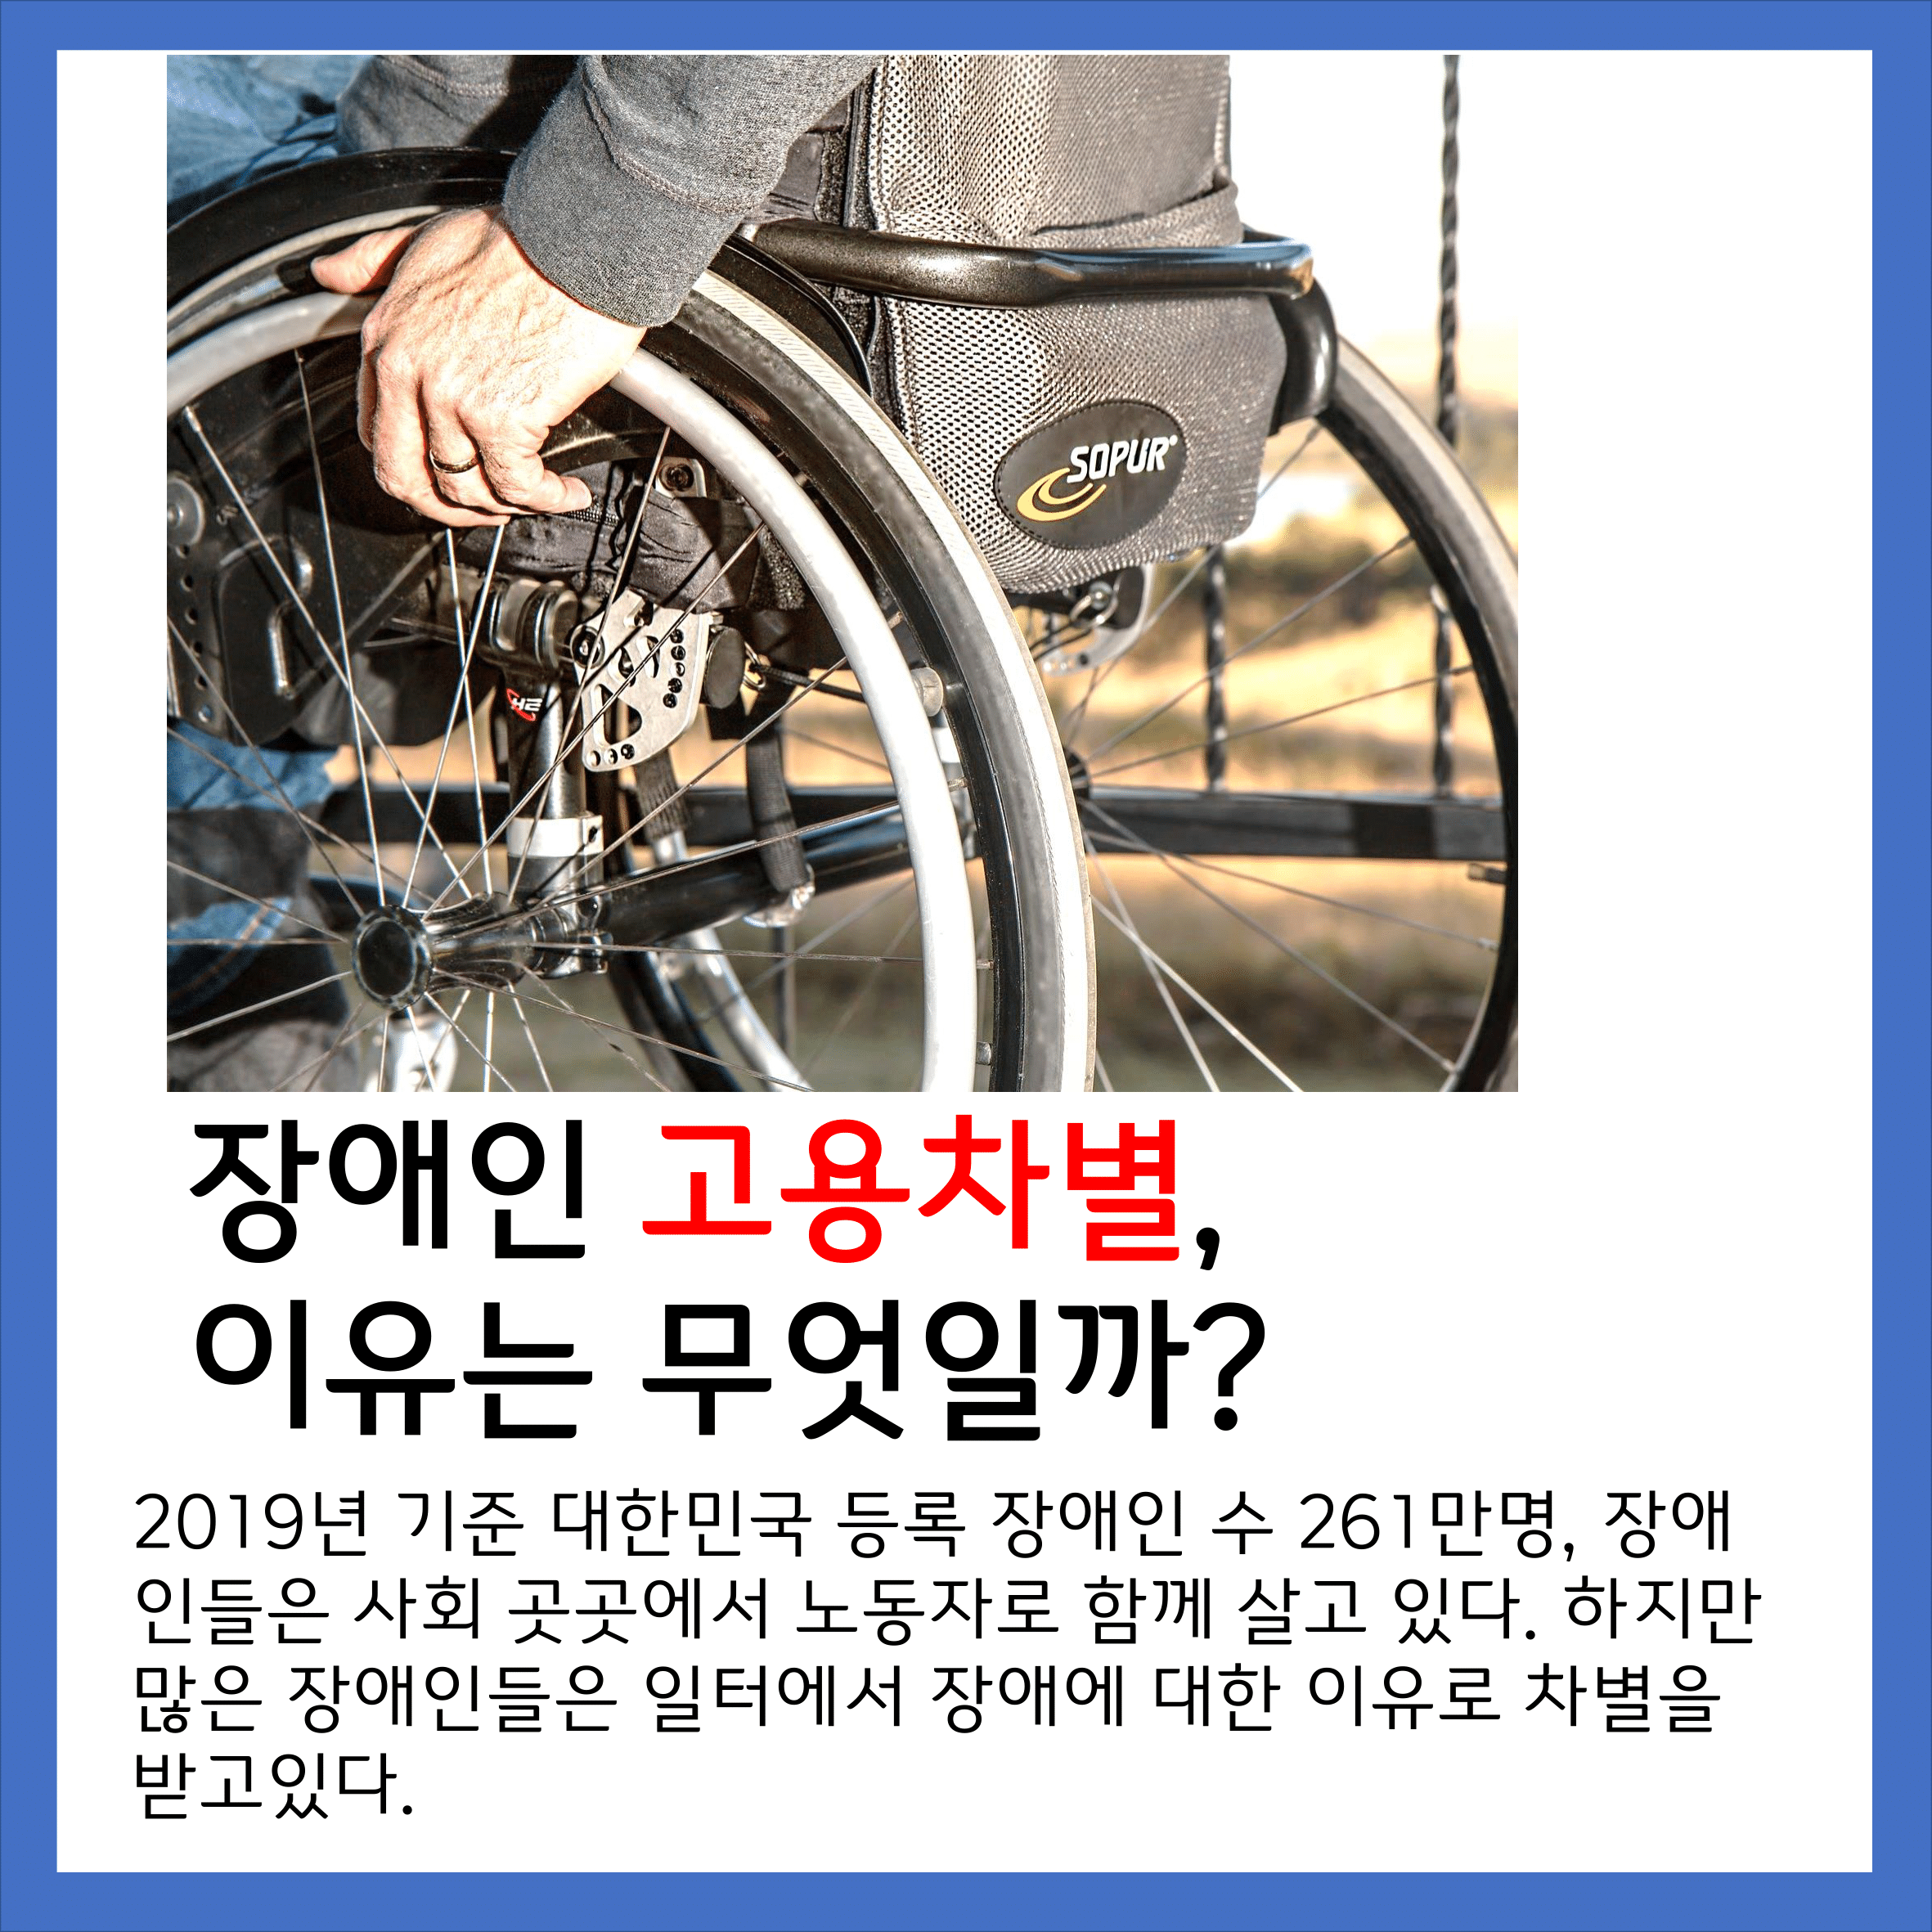 SOPUR
장애인 고용차별,
이유는 무엇일까?
2019년 기준 대한민국 등록 장애인 수 261만명, 장애
인들은 사회 곳곳에서 노동자로 함께 살고 있다. 하지만
많은 장애인들은 일터에서 장애에 대한 이유로 차별을
받고있다.